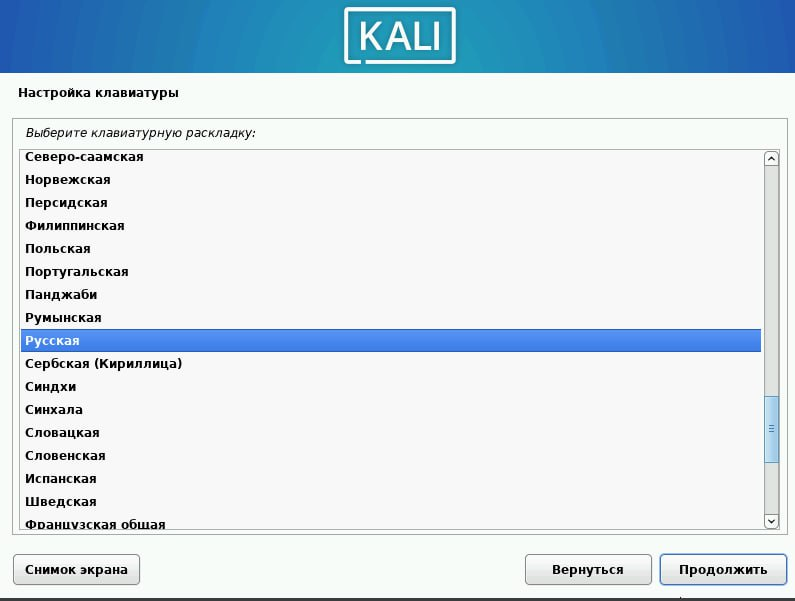 KALI
Настройка клавиатуры
Выберите клавиатурную раскладку:
Северо-саамская
Норвежская
Персидская
Филиппинская
Польская
Португальская
Панджаби
Румынская
Русская
Сербская (Кириллица)
Синдхи
Синхала
Словацкая
Словенская
Испанская
Шведская
Французская общая
Снимок экрана
Вернуться
Продолжить